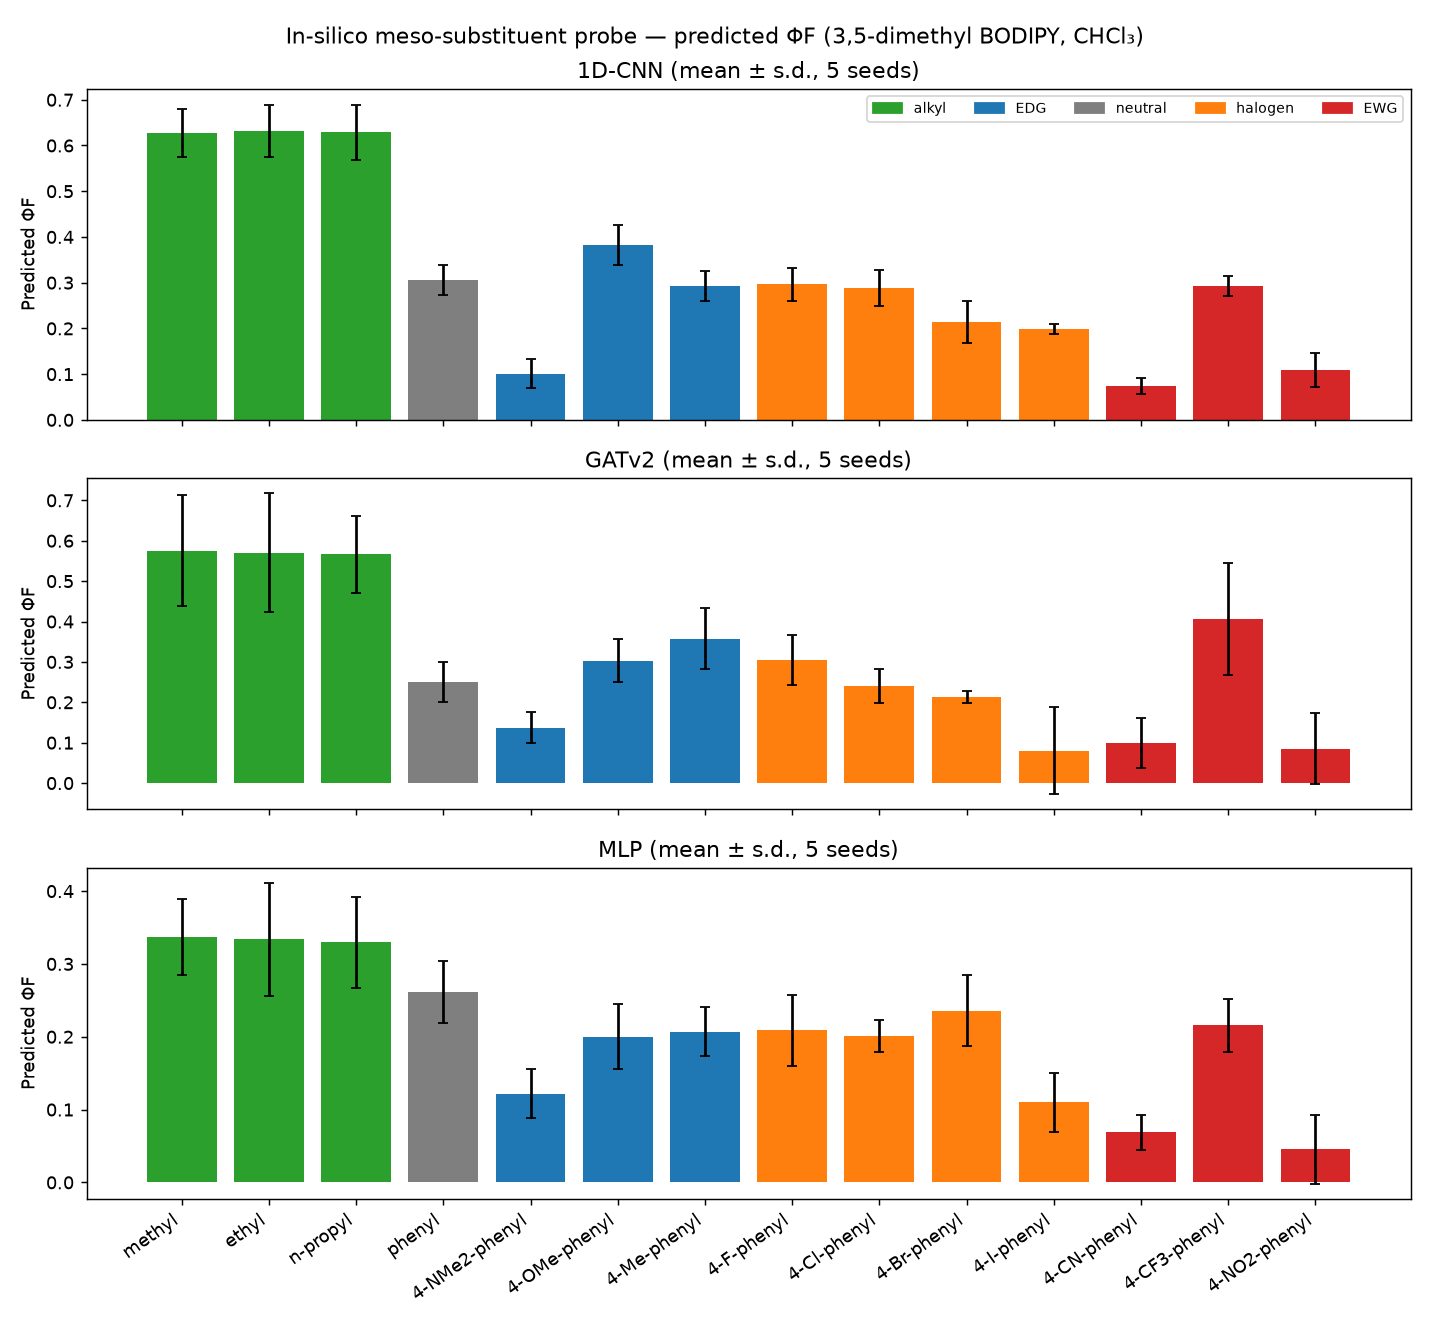 In-silico meso-substituent probe — predicted ΦF (3,5-dimethyl BODIPY, CHCl₃)
1D-CNN (mean ± s.d., 5 seeds)
alkyl EDG neutral halogen EWG
Predicted ΦF
0.7
0.6
0.5
0.4
0.3
0.2
0.1
0.0
GATv2 (mean ± s.d., 5 seeds)
Predicted ΦF
0.7
0.6
0.5
0.4
0.3
0.2
0.1
0.0
MLP (mean ± s.d., 5 seeds)
Predicted ΦF
0.4
0.3
0.2
0.1
0.0
methyl
ethyl
n-propyl
phenyl
4-NMe2-phenyl
4-OMe-phenyl
4-Me-phenyl
4-F-phenyl
4-Cl-phenyl
4-Br-phenyl
4-I-phenyl
4-CN-phenyl
4-CF3-phenyl
4-NO2-phenyl